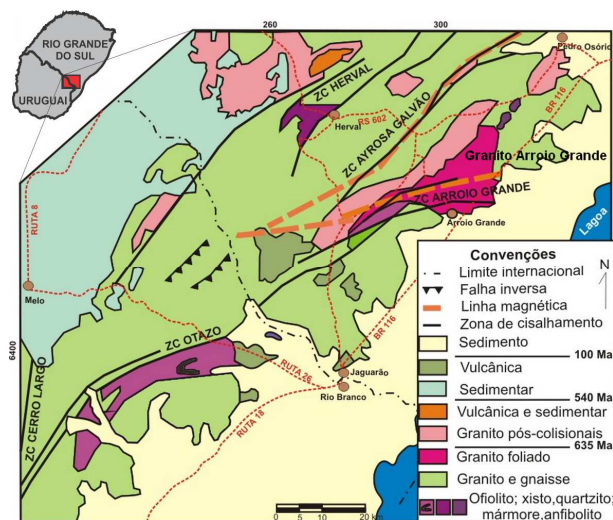 260
300
RIO GRANDE
DO SUL
URUGUAI
Pedro Osório
ZC HERVAL
Herval
RS 602
ZC AYROSA GALVÃO
BR 116
Granito Arroio Grande
ZC ARROIO GRANDE
Arroio Grande
Lagoa
RUTA 8
Melo
6400
ZC CERRO LARGO
ZC OTAZO
RUTA 26
RUTA 18
BR 116
Jaguarão
Rio Branco
0
10
20 km
Convenções
N
Limite internacional
Falha inversa
Linha magnética
Zona de cisalhamento
Sedimento
100 Ma
Vulcânica
Sedimentar
540 Ma
Vulcânica e sedimentar
Granito pós-colisionais
635 Ma
Granito foliado
Granito e gnaisse
Ofiolito; xisto,quartzito;
mármore,anfibolito